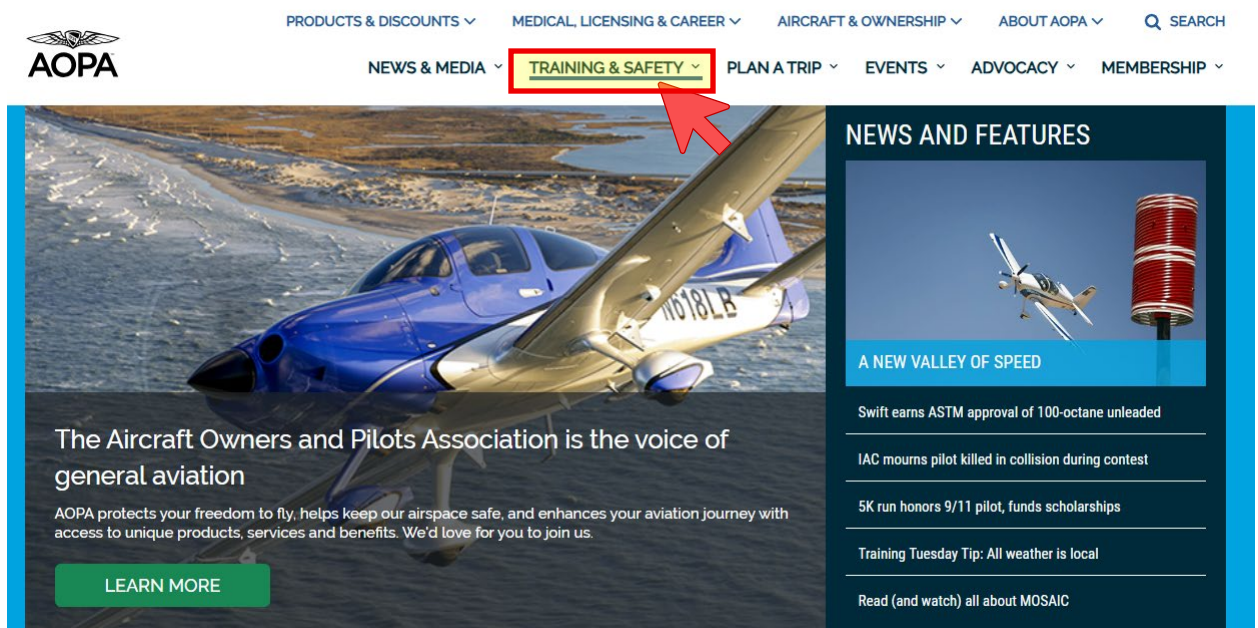 PRODUCTS & DISCOUNTS
MEDICAL, LICENSING & CAREER
AIRCRAFT & OWNERSHIP
ABOUT AOPA
SEARCH
AOPA
NEWS & MEDIA
TRAINING & SAFETY
PLAN A TRIP
EVENTS
ADVOCACY
MEMBERSHIP
N618LB
The Aircraft Owners and Pilots Association is the voice of
general aviation
AOPA protects your freedom to fly, helps keep our airspace safe, and enhances your aviation journey with
access to unique products, services and benefits. We'd love for you to join us.
LEARN MORE
NEWS AND FEATURES
A NEW VALLEY OF SPEED
Swift earns ASTM approval of 100-octane unleaded
IAC mourns pilot killed in collision during contest
5K run honors 9/11 pilot, funds scholarships
Training Tuesday Tip: All weather is local
Read (and watch) all about MOSAIC